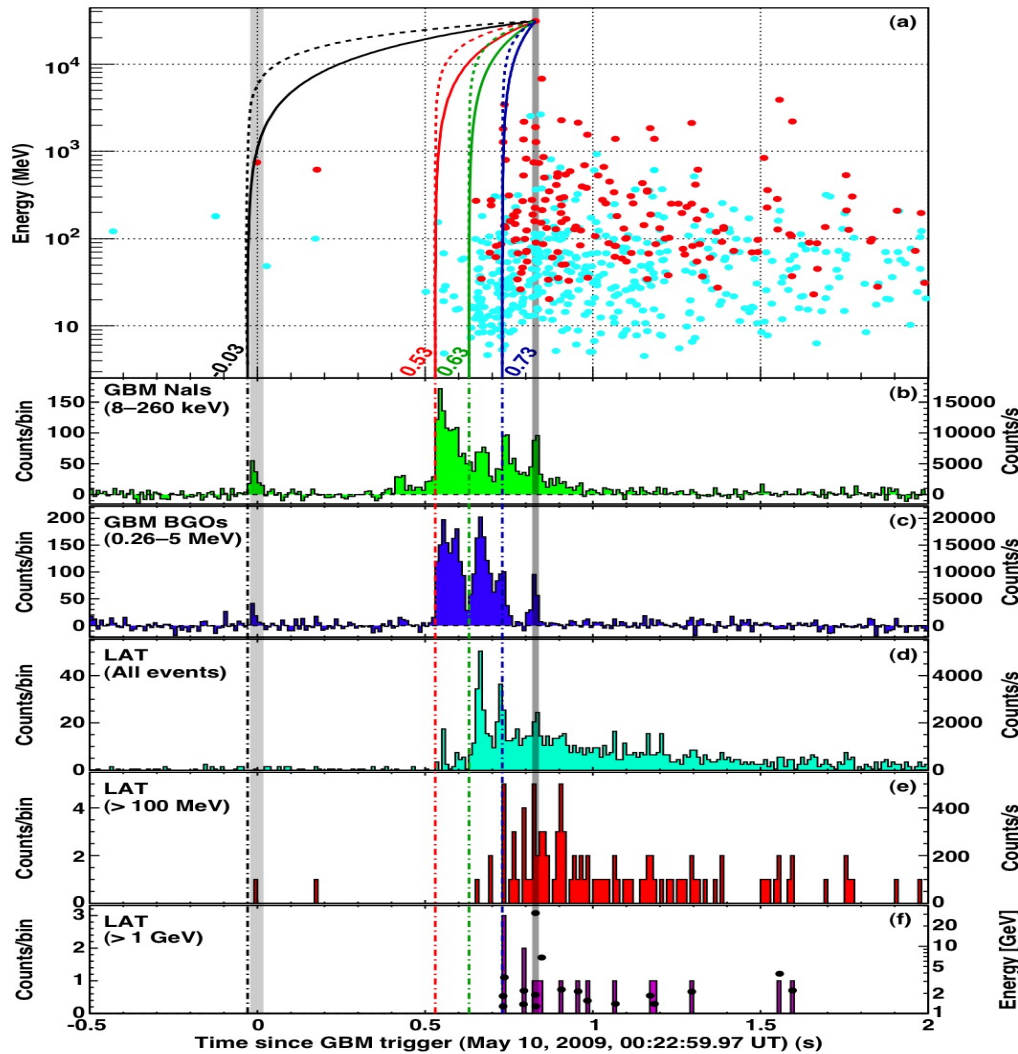 (a)
10⁴
10³
10²
10
Energy (MeV)
-0.03
0.53
0.63
0.73
GBM NaIs
(8–260 keV)
(b)
150
100
50
0
Counts/bin
15000
10000
5000
0
Counts/s
GBM BGOs
(0.26–5 MeV)
(c)
200
150
100
50
0
Counts/bin
20000
15000
10000
5000
0
Counts/s
LAT
(All events)
(d)
40
20
0
Counts/bin
4000
2000
0
Counts/s
LAT
(> 100 MeV)
(e)
4
2
0
Counts/bin
400
200
0
Counts/s
LAT
(> 1 GeV)
(f)
3
2
1
0
Counts/bin
20
10
5
2
1
Energy [GeV]
-0.5 0 0.5 1 1.5 2
Time since GBM trigger (May 10, 2009, 00:22:59.97 UT) (s)